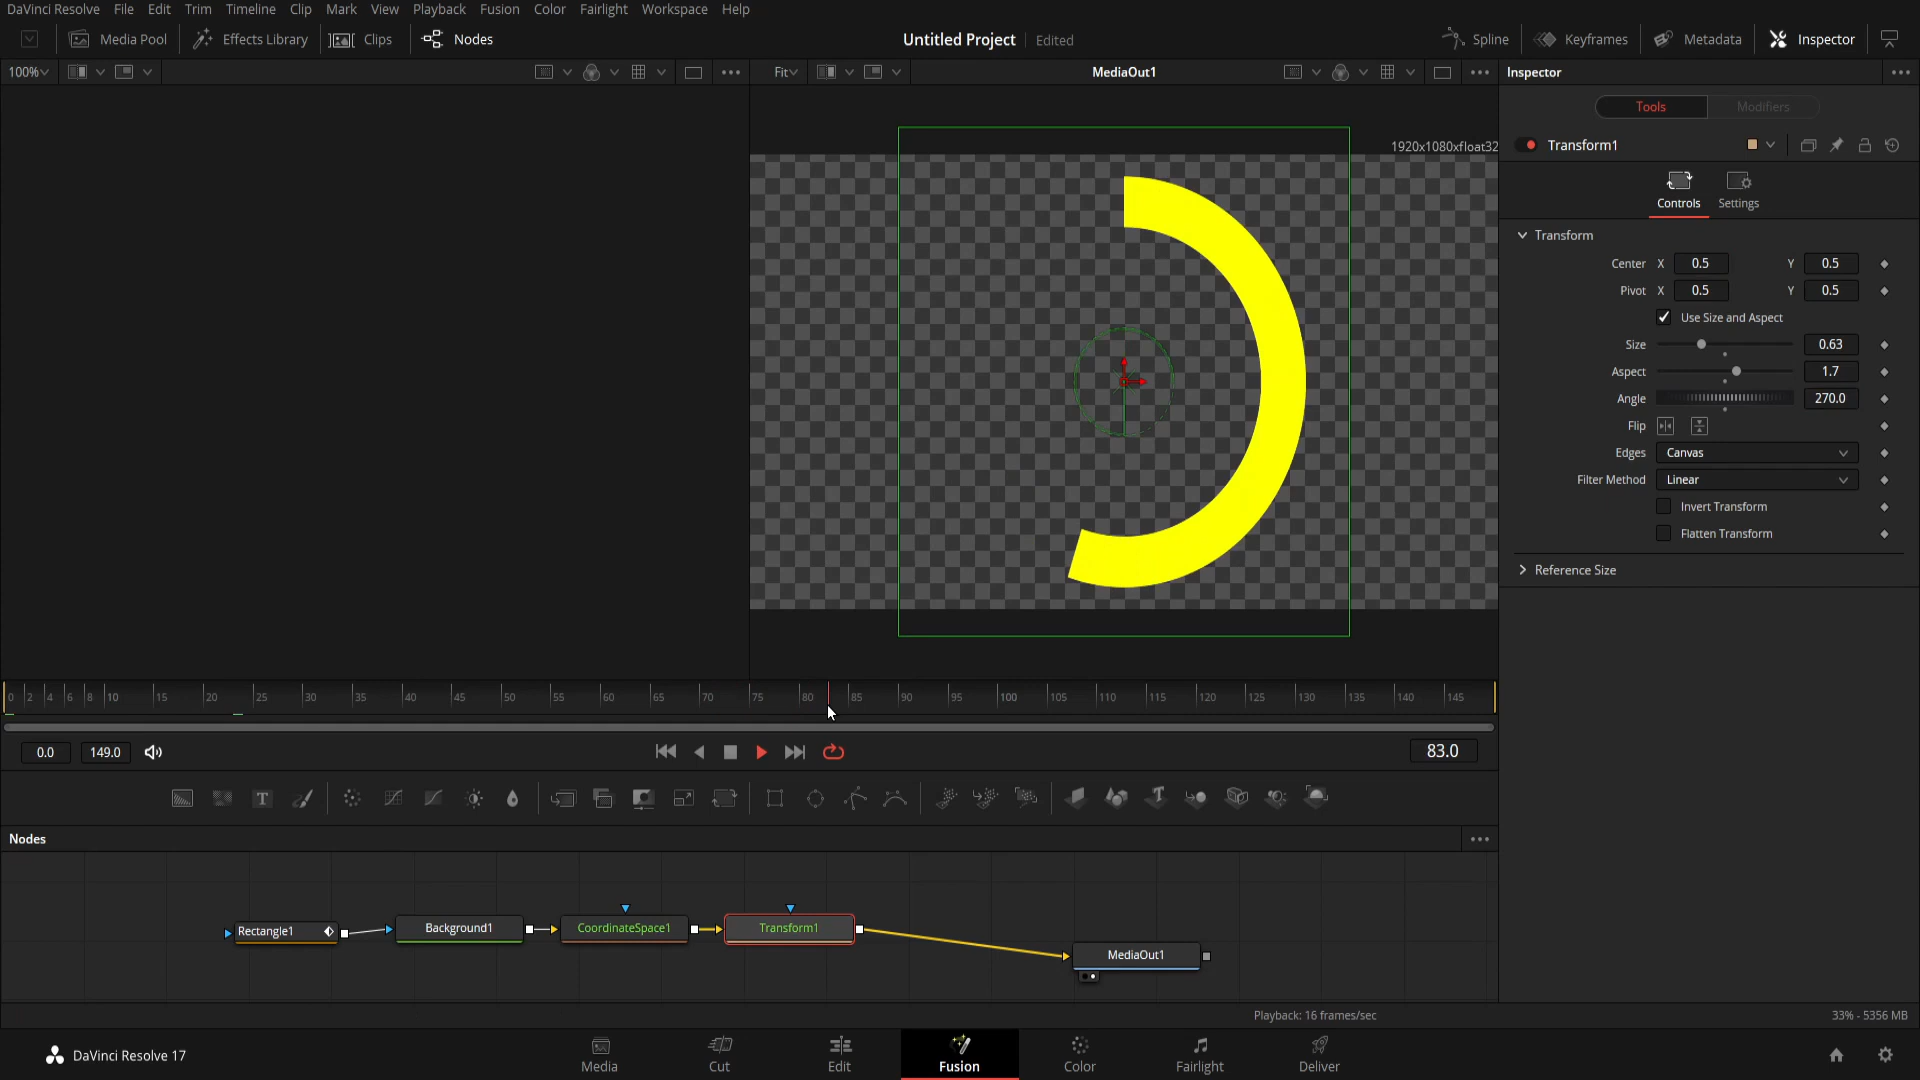 DaVinci Resolve File Edit Trim Timeline Clip Mark View Playback Fusion Color Fairlight Workspace Help
Media Pool Effects Library Clips Nodes Untitled Project Edited Spline Keyframes Metadata Inspector
100% Fit MediaOut1 Inspector
Tools Modifiers
1920x1080xfloat32
Transform1
Controls Settings
Transform
Center X 0.5 Y 0.5
Pivot X 0.5 Y 0.5
Use Size and Aspect
Size 0.63
Aspect 1.7
Angle 270.0
Flip
Edges Canvas
Filter Method Linear
Invert Transform
Flatten Transform
Reference Size
0 2 4 6 8 10 15 20 25 30 35 40 45 50 55 60 65 70 75 80 85 90 95 100 105 110 115 120 125 130 135 140 145
0.0 149.0 83.0
T
Nodes
Rectangle1 Background1 CoordinateSpace1 Transform1
MediaOut1
Playback: 16 frames/sec 33% - 5356 MB
DaVinci Resolve 17 Media Cut Edit Fusion Color Fairlight Deliver